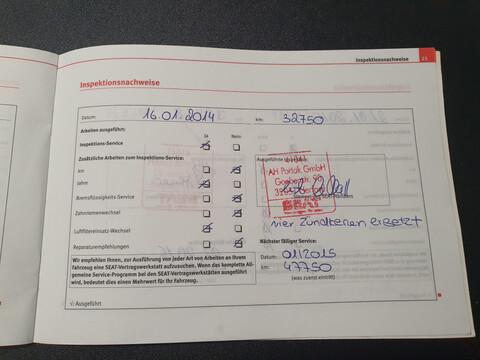 Inspektionsnachweise 23
Inspektionsnachweise
Datum: 16.01.2014 km: 32750
Arbeiten ausgeführt: Ja Nein
Inspektions-Service
Zusätzliche Arbeiten zum Inspektions-Service:
Ausgeführte
km
Jahre
AH Portak GmbH
Bremsflüssigkeits-Service
SEAT
Zahnriemenwechsel
vier Zündkerzen ersetzt
Luftfiltereinsatz-Wechsel
Reparaturempfehlungen
Nächster fälliger Service:
Datum: 01/2015
km: 47750
(was zuerst eintrifft)
Wir empfehlen Ihnen, zur Ausführung von jeder Art von Arbeiten an Ihrem
Fahrzeug eine SEAT-Vertragswerkstatt aufzusuchen. Wenn das komplette All-
gemeine Service-Programm bei den SEAT-Vertragswerkstätten ausgeführt
wird, bedeutet dies einen Mehrwert für Ihr Fahrzeug.
√: Ausgeführt